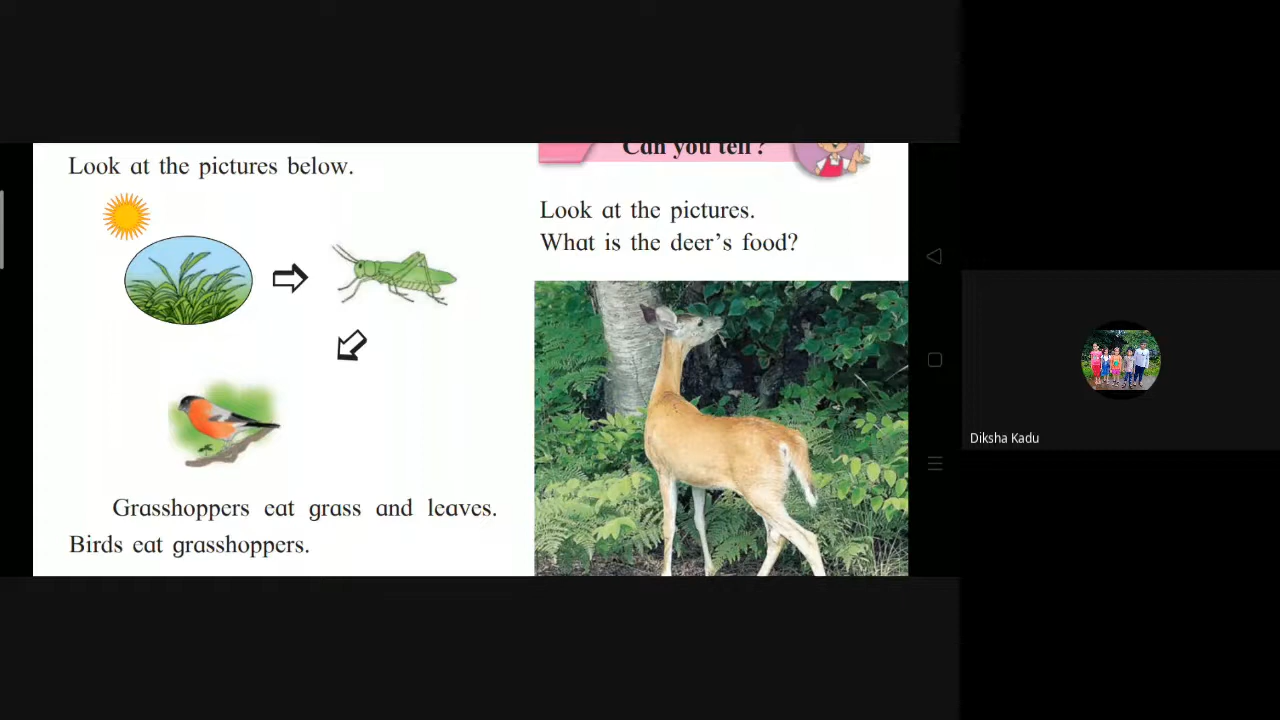 Look at the pictures below.
Grasshoppers eat grass and leaves.
Birds eat grasshoppers.
Can you tell?
Look at the pictures.
What is the deer's food?
Diksha Kadu